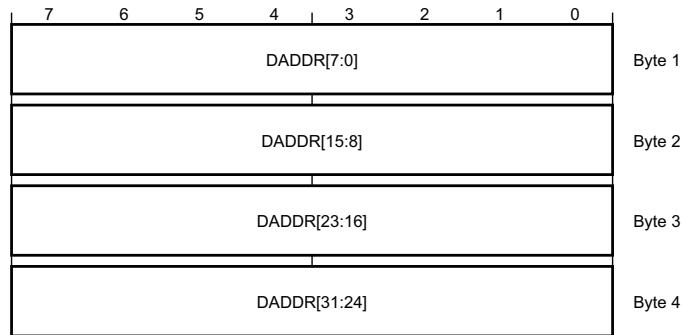 7 6 5 4 3 2 1 0
DADDR[7:0] Byte 1
DADDR[15:8] Byte 2
DADDR[23:16] Byte 3
DADDR[31:24] Byte 4